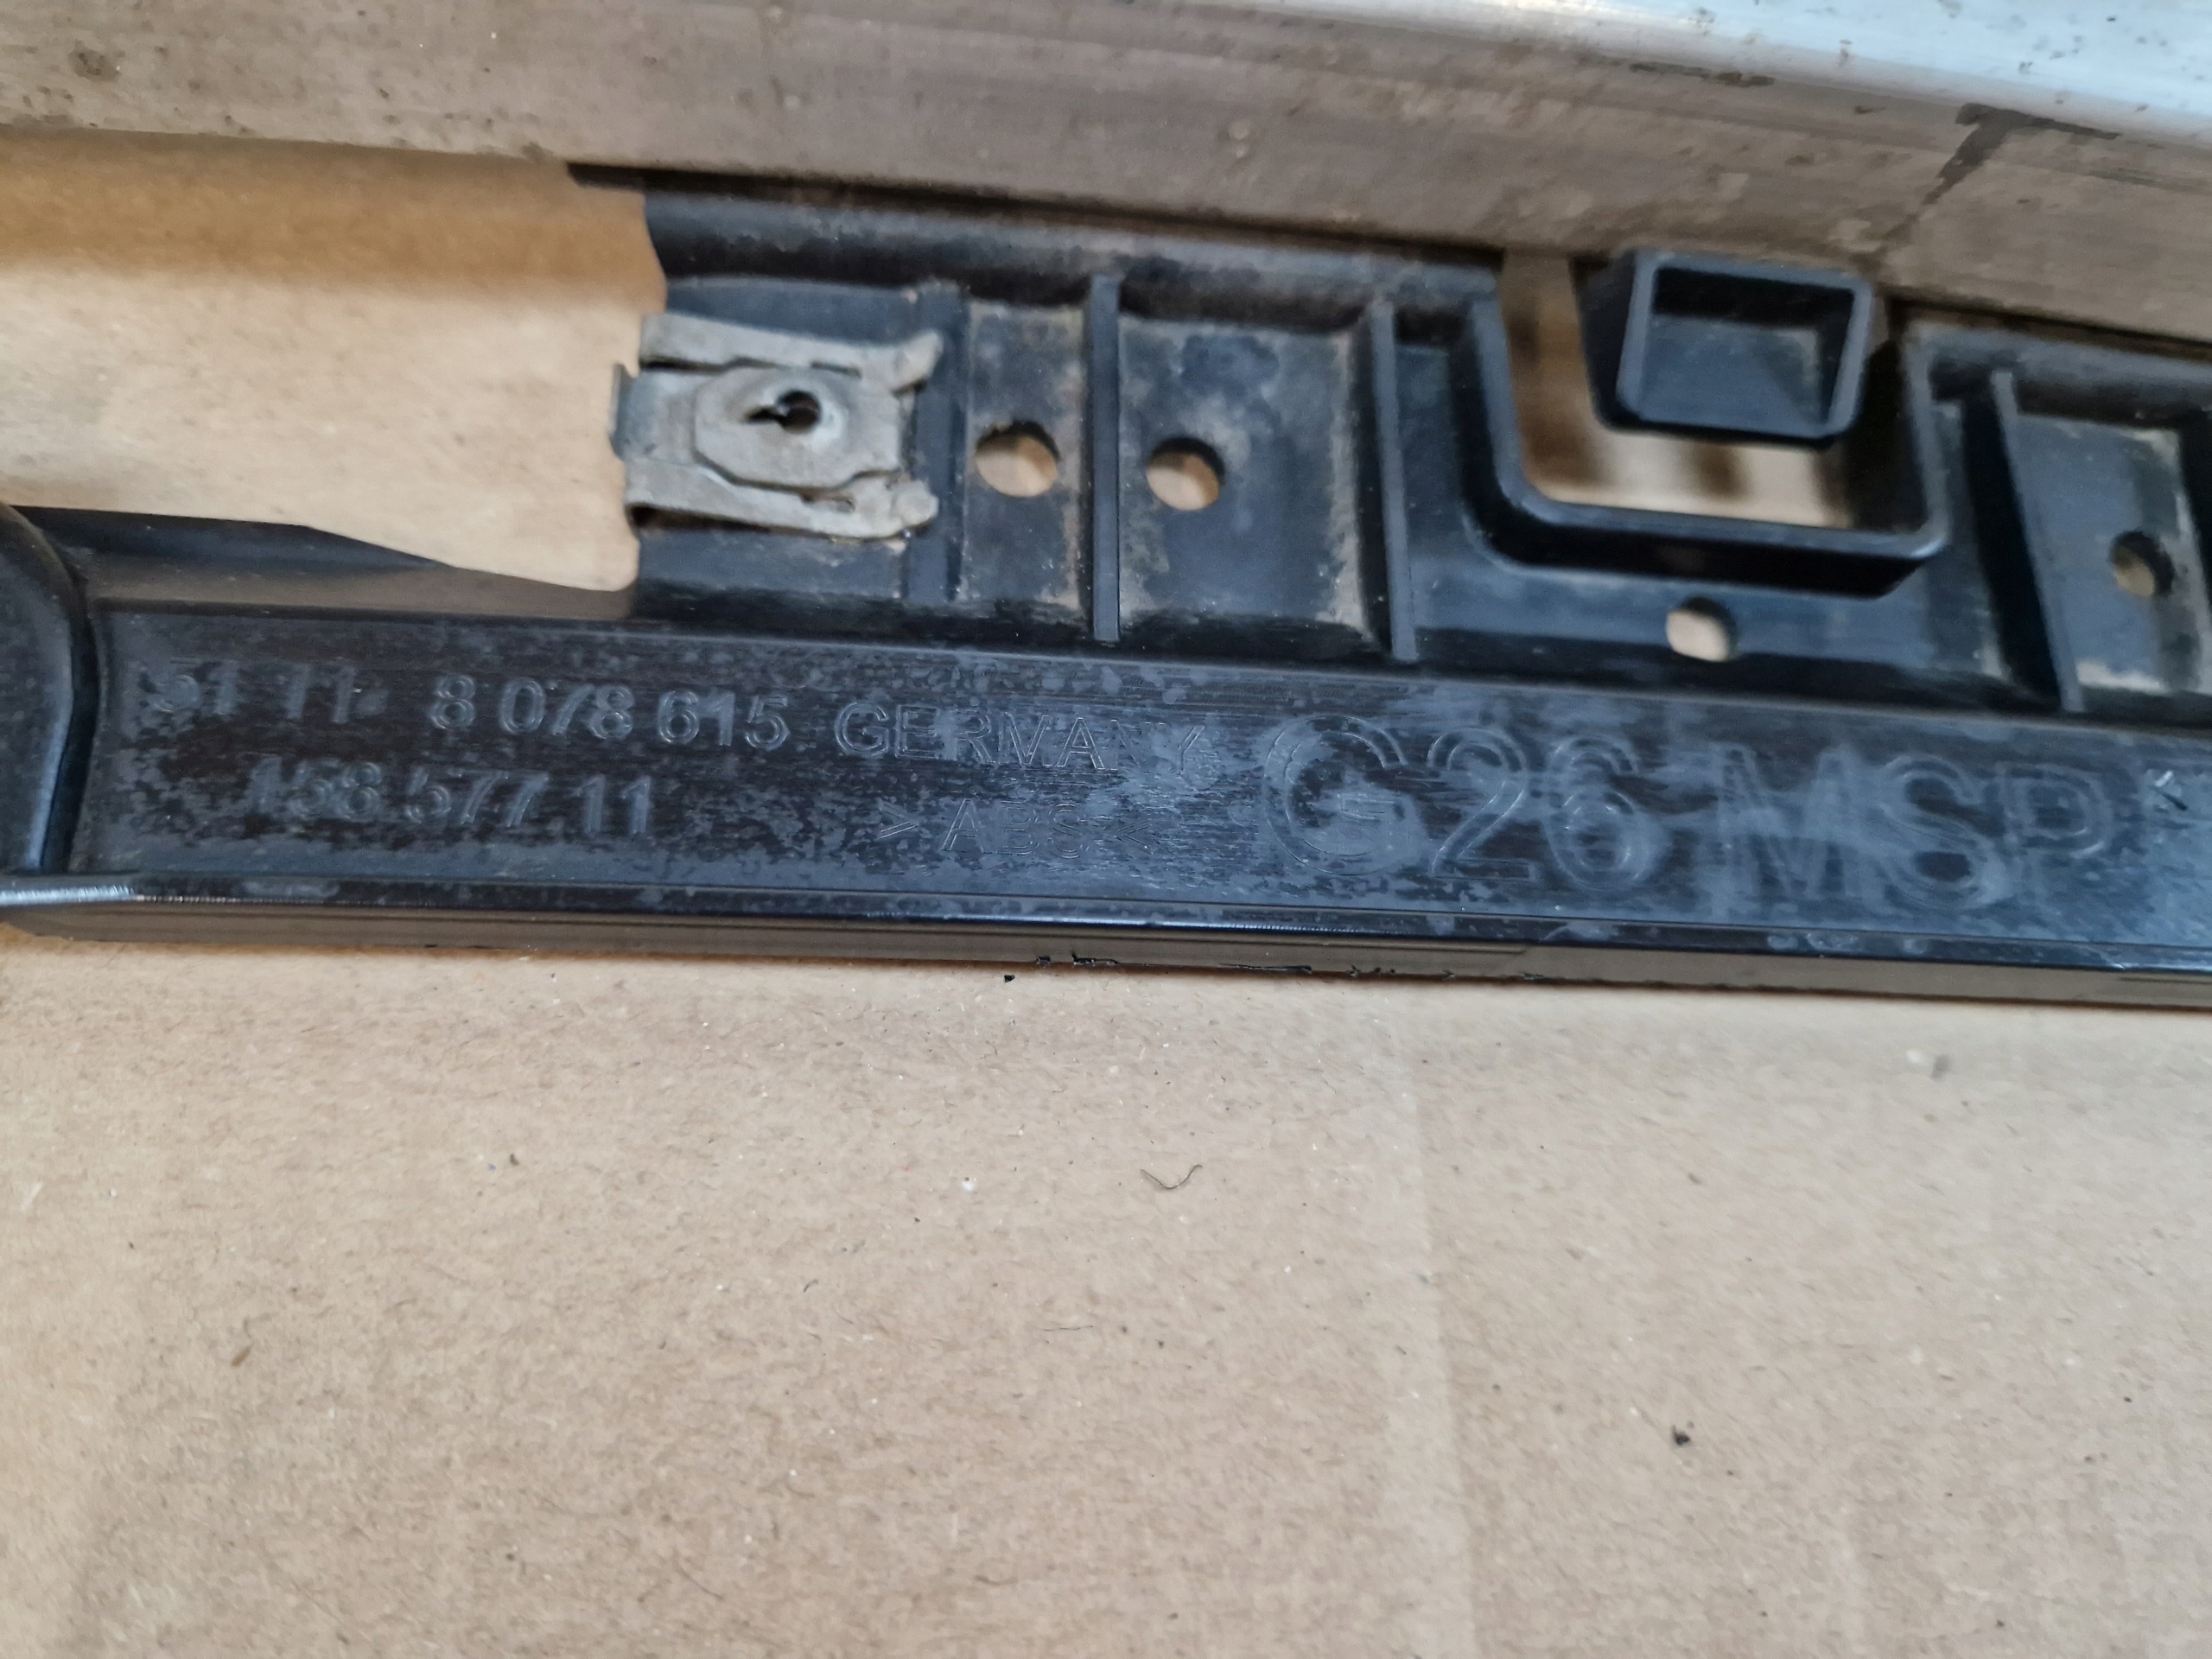 51 11- 8 078 615 GERMANY G26 MSP
158.577.11 >ABS<